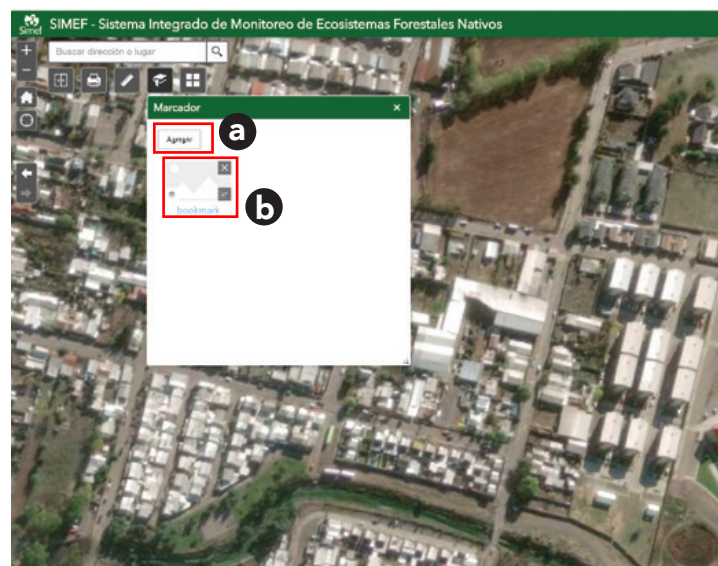 Simef
SIMEF - Sistema Integrado de Monitoreo de Ecosistemas Forestales Nativos
Buscar dirección o lugar
Marcador
×
Agregar
a
bookmark
b